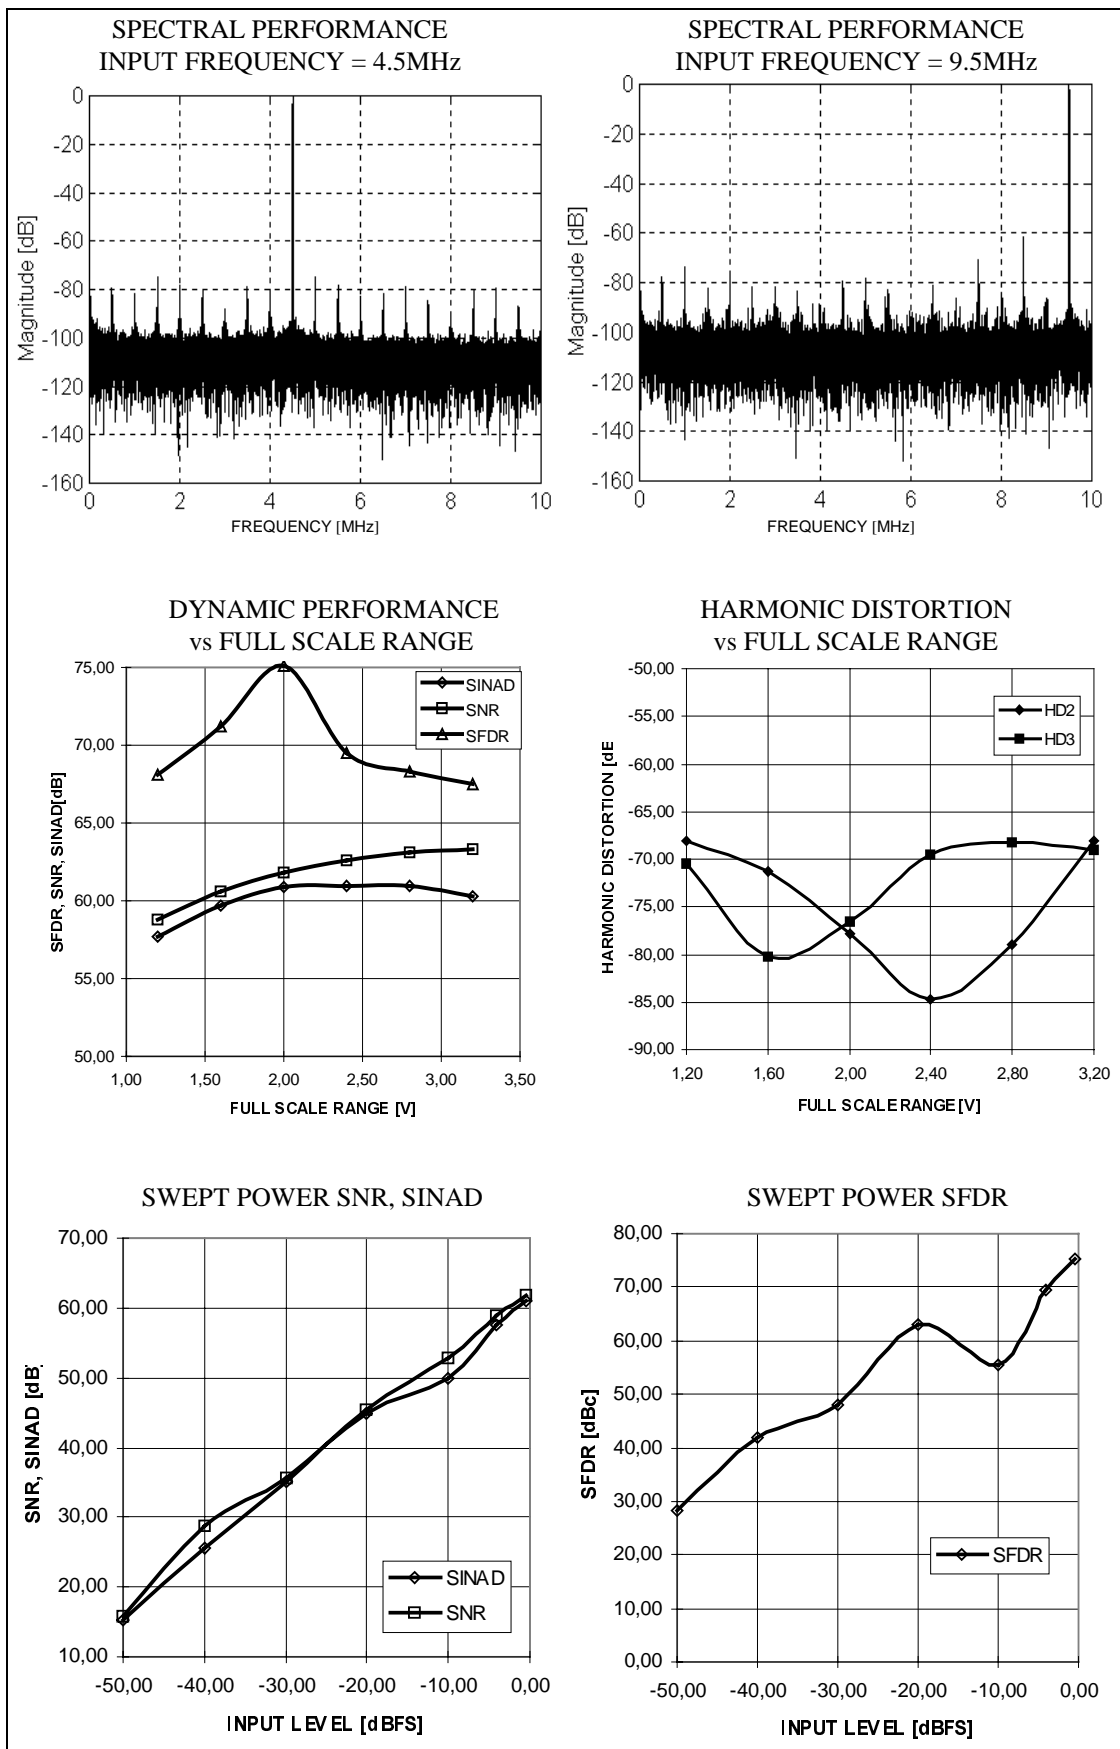 SPECTRAL PERFORMANCE
INPUT FREQUENCY = 4.5MHz
0
-20
-40
-60
-80
-100
-120
-140
-160
Magnitude [dB]
0 2 4 6 8 10
FREQUENCY [MHz]
SPECTRAL PERFORMANCE
INPUT FREQUENCY = 9.5MHz
0
-20
-40
-60
-80
-100
-120
-140
-160
Magnitude [dB]
0 2 4 6 8 10
FREQUENCY [MHz]
DYNAMIC PERFORMANCE
vs FULL SCALE RANGE
75,00
70,00
65,00
60,00
55,00
50,00
SFDR, SNR, SINAD[dB]
SINAD
SNR
SFDR
1,00 1,50 2,00 2,50 3,00 3,50
FULL SCALE RANGE [V]
HARMONIC DISTORTION
vs FULL SCALE RANGE
-50,00
-55,00
-60,00
-65,00
-70,00
-75,00
-80,00
-85,00
-90,00
HARMONIC DISTORTION [dE
HD2
HD3
1,20 1,60 2,00 2,40 2,80 3,20
FULL SCALE RANGE [V]
SWEPT POWER SNR, SINAD
70,00
60,00
50,00
40,00
30,00
20,00
10,00
SNR, SINAD [dB]
SINAD
SNR
-50,00 -40,00 -30,00 -20,00 -10,00 0,00
INPUT LEVEL [dBFS]
SWEPT POWER SFDR
80,00
70,00
60,00
50,00
40,00
30,00
20,00
10,00
0,00
SFDR [dBc]
SFDR
-50,00 -40,00 -30,00 -20,00 -10,00 0,00
INPUT LEVEL [dBFS]